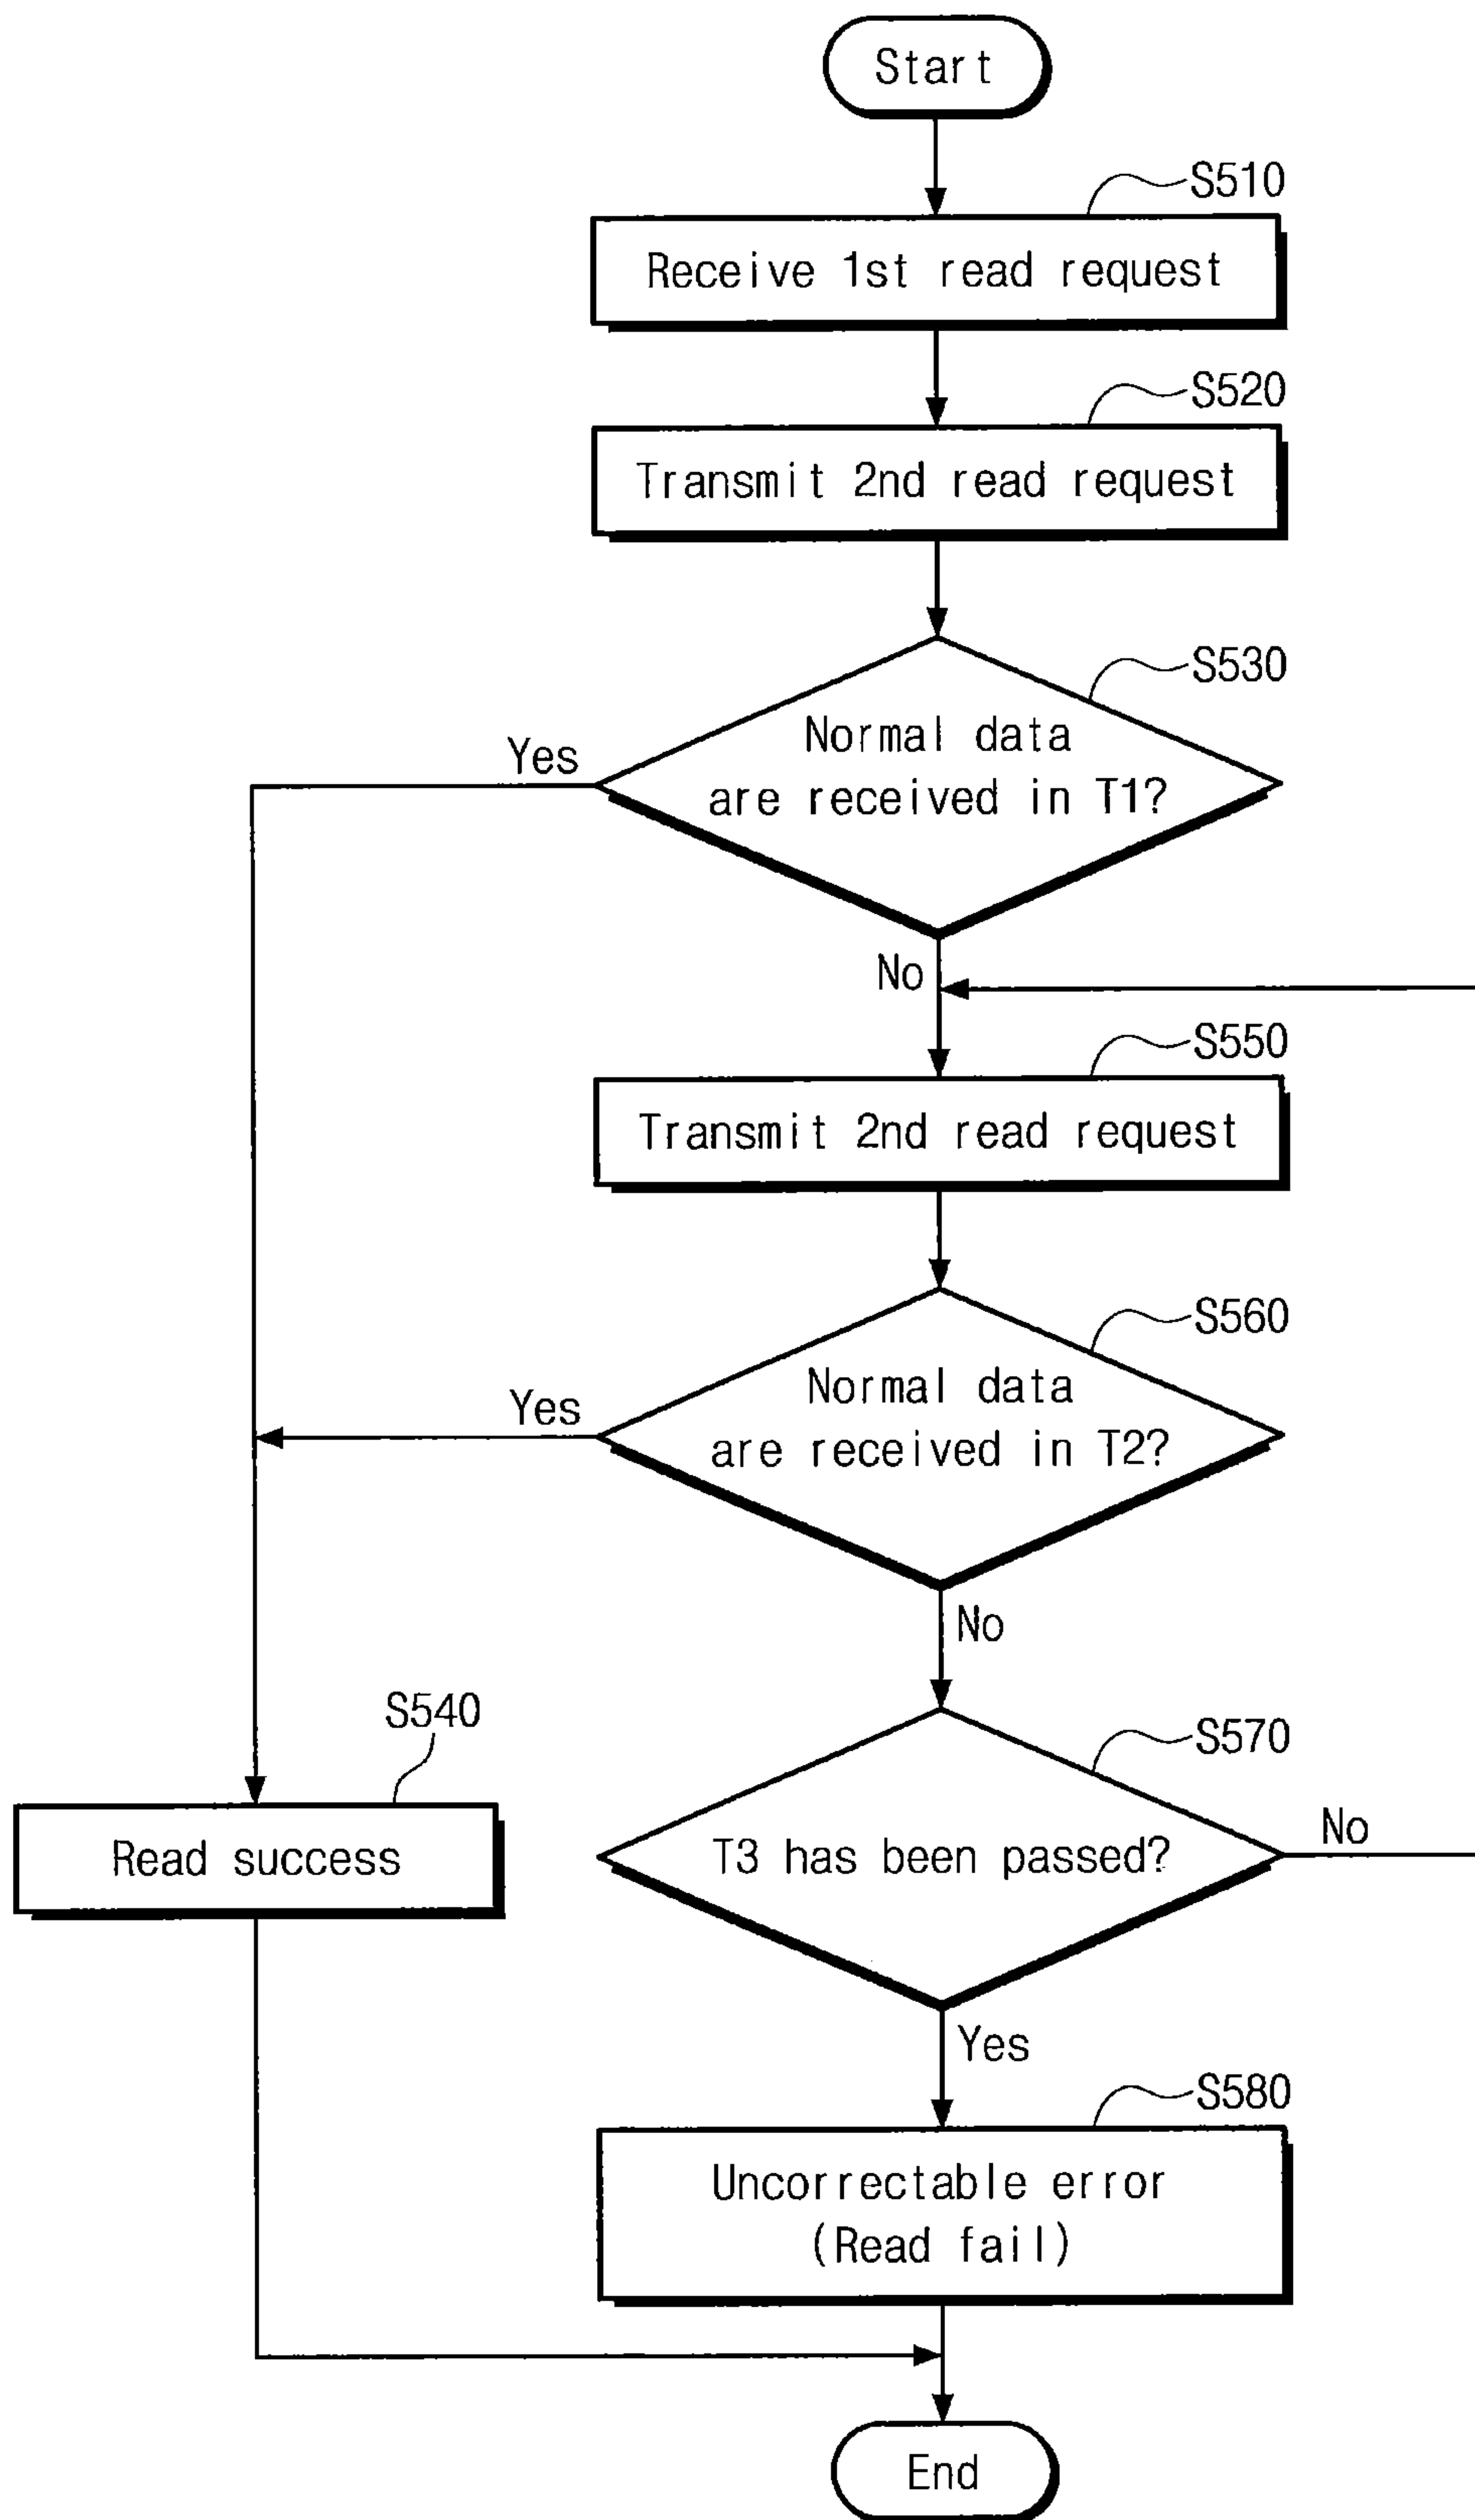 Start
S510
Receive 1st read request
S520
Transmit 2nd read request
S530
Normal data
are received in T1?
Yes
No
S550
Transmit 2nd read request
S560
Normal data
are received in T2?
Yes
No
S540
Read success
S570
T3 has been passed?
No
Yes
S580
Uncorrectable error
(Read fail)
End